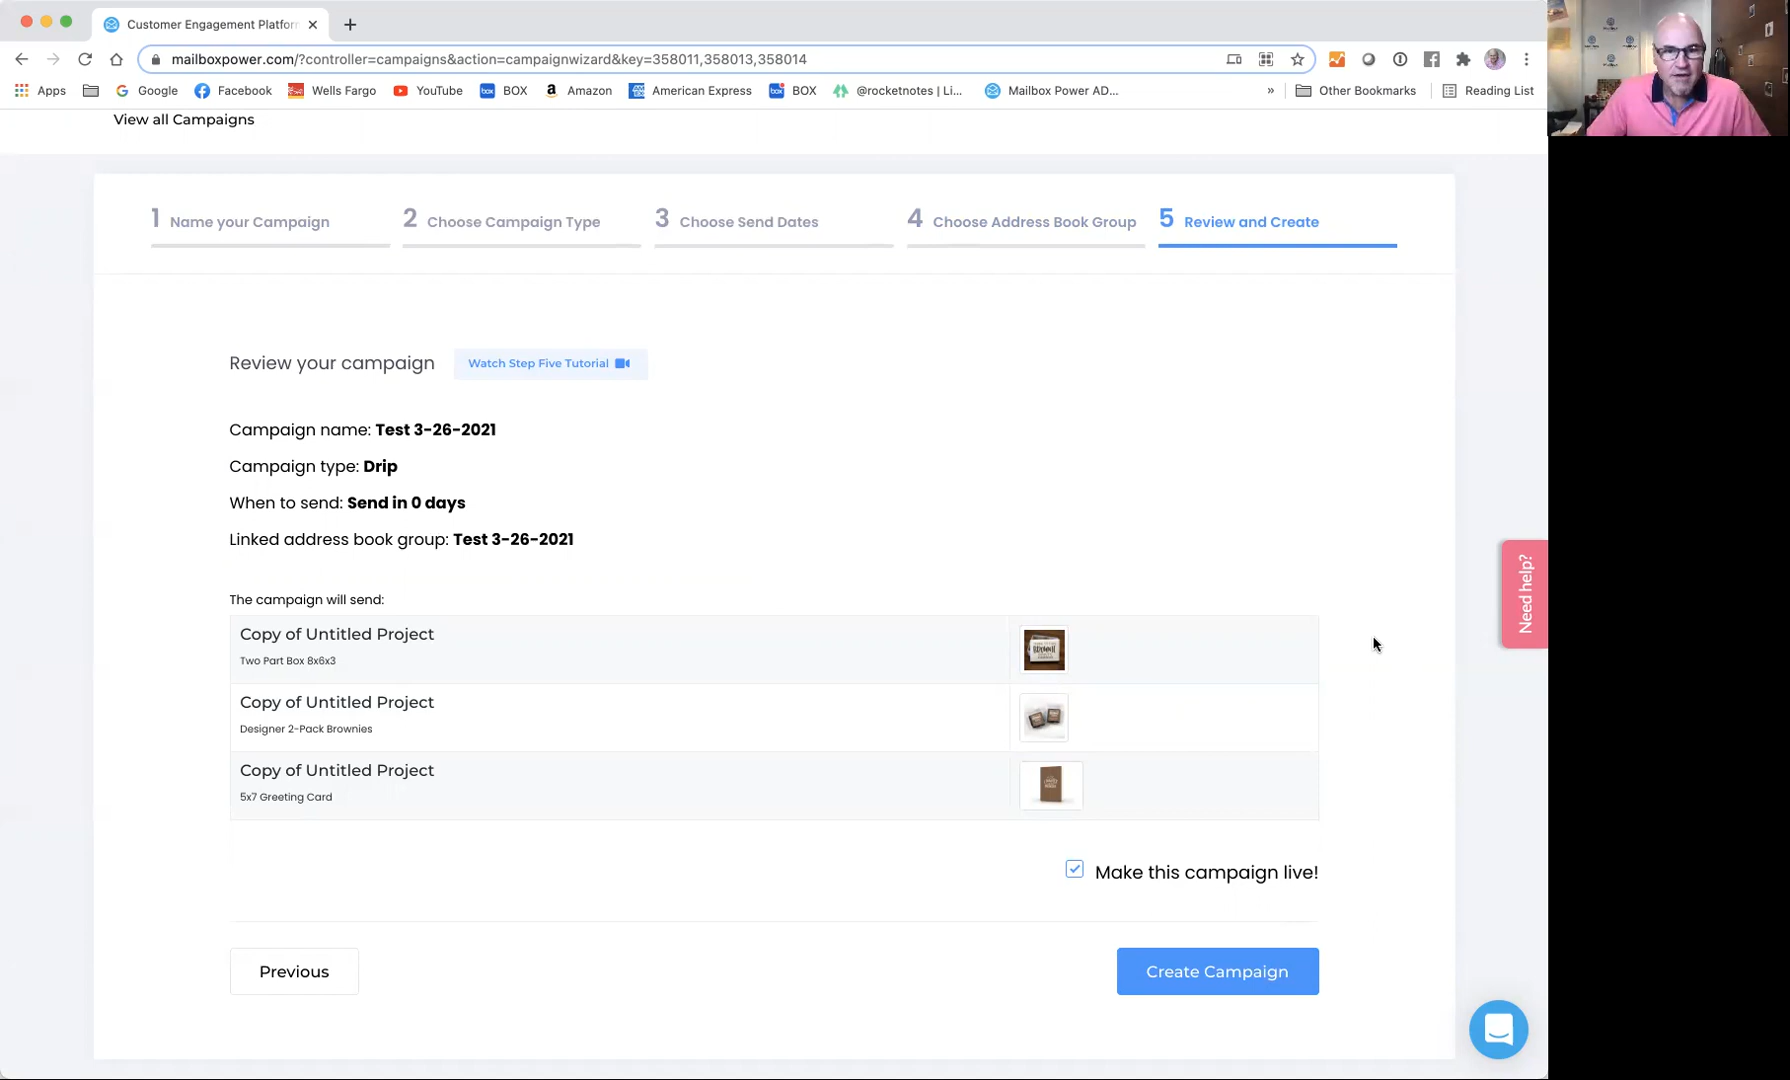 Customer Engagement Platfor
mailboxpower.com/?controller=campaigns&action=campaignwizard&key=358011,358013,358014
Apps Google Facebook Wells Fargo YouTube BOX Amazon American Express BOX @rocketnotes | Li... Mailbox Power AD... » Other Bookmarks Reading List
View all Campaigns
1 Name your Campaign 2 Choose Campaign Type 3 Choose Send Dates 4 Choose Address Book Group 5 Review and Create
Review your campaign Watch Step Five Tutorial
Campaign name: Test 3-26-2021
Campaign type: Drip
When to send: Send in 0 days
Linked address book group: Test 3-26-2021
Need help?
The campaign will send:
Copy of Untitled Project
Two Part Box 8x6x3
Copy of Untitled Project
Designer 2-Pack Brownies
Copy of Untitled Project
5x7 Greeting Card
Make this campaign live!
Previous Create Campaign